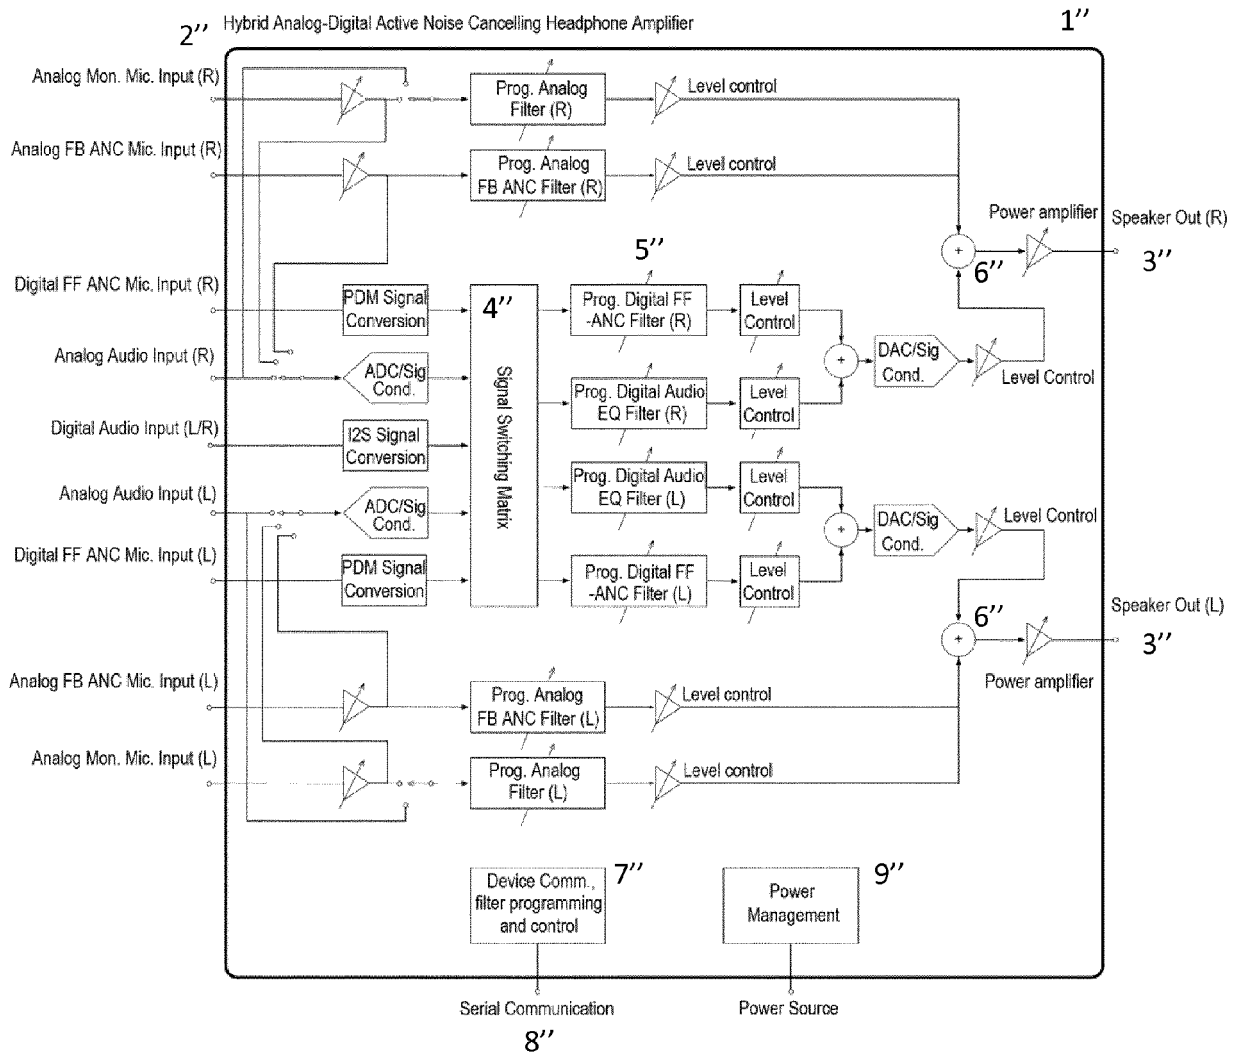 Hybrid Analog-Digital Active Noise Cancelling Headphone Amplifier
1''
2''
Analog Mon. Mic. Input (R)
Prog. Analog
Filter (R)
Level control
Analog FB ANC Mic. Input (R)
Prog. Analog
FB ANC Filter (R)
Level control
Power amplifier
Speaker Out (R)
3''
+
6''
5''
Digital FF ANC Mic. Input (R)
PDM Signal
Conversion
4''
Signal Switching Matrix
Prog. Digital FF
-ANC Filter (R)
Level
Control
Analog Audio Input (R)
ADC/Sig
Cond.
+
DAC/Sig
Cond.
Level Control
Prog. Digital Audio
EQ Filter (R)
Level
Control
Digital Audio Input (L/R)
I2S Signal
Conversion
Prog. Digital Audio
EQ Filter (L)
Level
Control
Analog Audio Input (L)
ADC/Sig
Cond.
+
DAC/Sig
Cond.
Level Control
Digital FF ANC Mic. Input (L)
PDM Signal
Conversion
Prog. Digital FF
-ANC Filter (L)
Level
Control
Speaker Out (L)
3''
+
6''
Power amplifier
Analog FB ANC Mic. Input (L)
Prog. Analog
FB ANC Filter (L)
Level control
Analog Mon. Mic. Input (L)
Prog. Analog
Filter (L)
Level control
7''
Device Comm.,
filter programming
and control
9''
Power
Management
Serial Communication
8''
Power Source